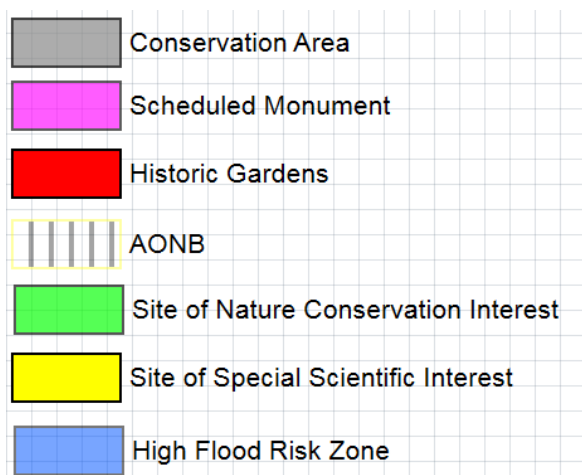 Conservation Area
Scheduled Monument
Historic Gardens
AONB
Site of Nature Conservation Interest
Site of Special Scientific Interest
High Flood Risk Zone